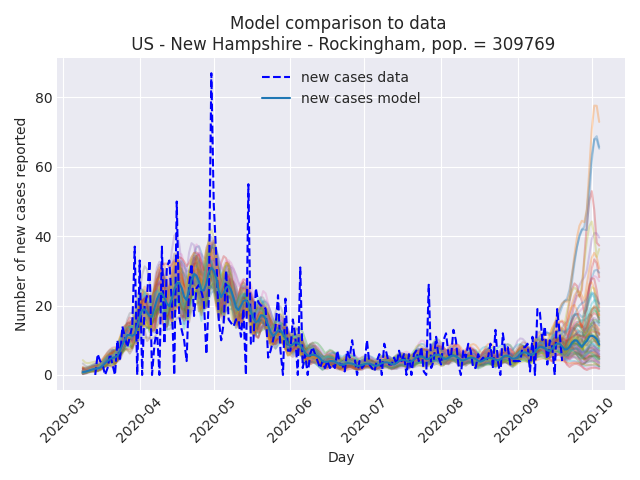 Model comparison to data
US - New Hampshire - Rockingham, pop. = 309769
new cases data
new cases model
Number of new cases reported
80
60
40
20
0
2020-03
2020-04
2020-05
2020-06
2020-07
2020-08
2020-09
2020-10
Day